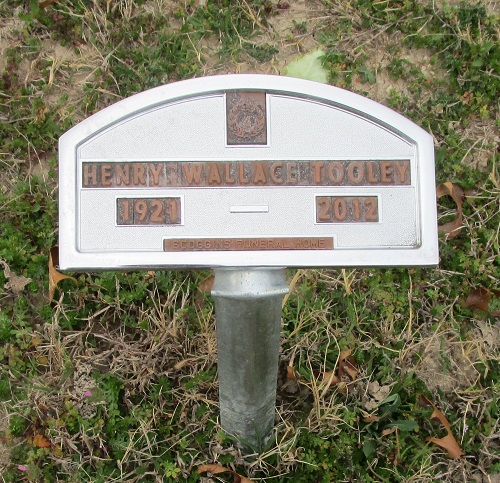 HENRY WALLACE TOOLEY
1921 – 2012
SCOGGINS FUNERAL HOME